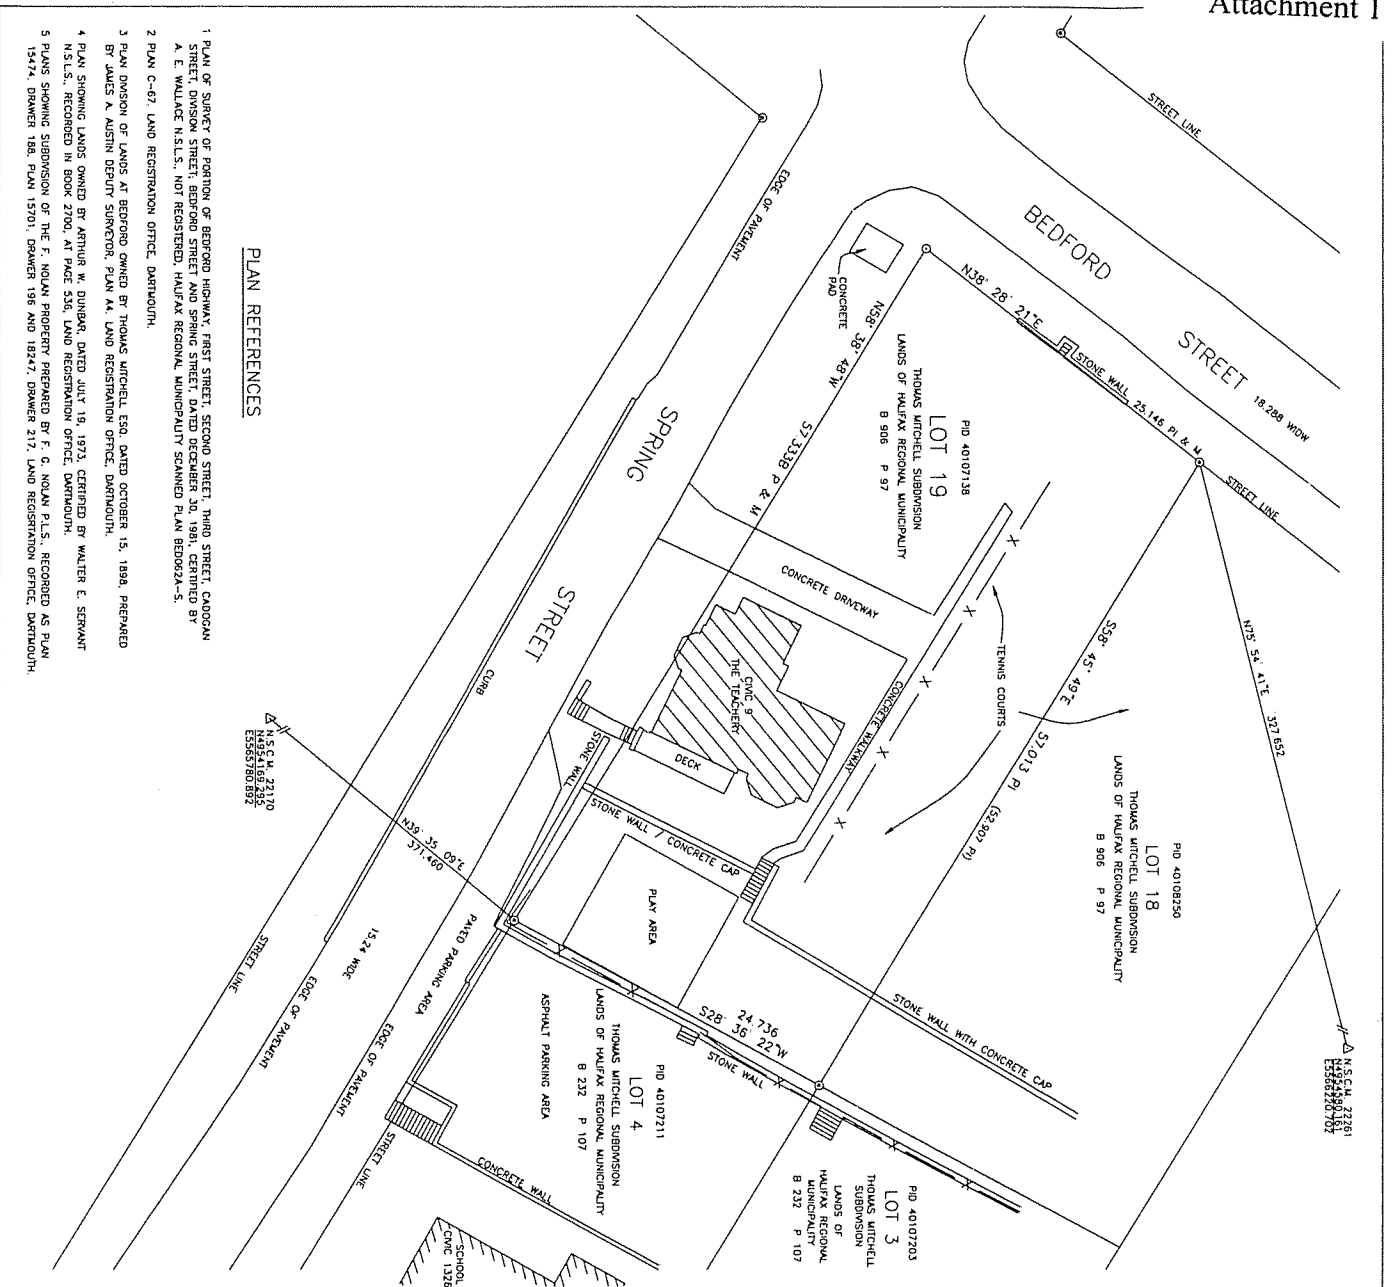 Attachment 1
STREET LINE
BEDFORD
STREET
18.288 WIDW
STREET LINE
EDGE OF PAVEMENT
CONCRETE
PAD
N38° 28' 21"E
STONE WALL
25.146 Pl & M
N58° 38' 48"W
57.333B P & M
PID 40107138
LOT 19
THOMAS MITCHELL SUBDIVISION
LANDS OF HALIFAX REGIONAL MUNICIPALITY
B 906 P 97
N75° 54' 41"E 327.652
S58° 45' 49"E
57.013 Pl (52.907 Pl)
TENNIS COURTS
CONCRETE DRIVEWAY
CONCRETE WALKWAY
CIVIC 9
THE TEACHERY
DECK
STONE WALL
STONE WALL / CONCRETE CAP
PLAY AREA
SPRING
STREET
CURB
PID 40108250
LOT 18
THOMAS MITCHELL SUBDIVISION
LANDS OF HALIFAX REGIONAL MUNICIPALITY
B 906 P 97
N.S.C.M. 22261
STONE WALL WITH CONCRETE CAP
24.736
S28° 36' 22"W
STONE WALL
N.S.C.M. 22170
N4954169.295
E5565780.892
N39° 35' 09"E
371.460
PAVED PARKING AREA
ASPHALT PARKING AREA
15.24 WIDE
STREET LINE
EDGE OF PAVEMENT
EDGE OF PAVEMENT
STREET LINE
CONCRETE WALL
PID 40107211
LOT 4
THOMAS MITCHELL SUBDIVISION
LANDS OF HALIFAX REGIONAL MUNICIPALITY
B 232 P 107
PID 40107203
LOT 3
THOMAS MITCHELL
SUBDIVISION
LANDS OF
HALIFAX REGIONAL
MUNICIPALITY
B 232 P 107
SCHOOL
CIVIC 1326
PLAN REFERENCES
1 PLAN OF SURVEY OF PORTION OF BEDFORD HIGHWAY, FIRST STREET, SECOND STREET, THIRD STREET, CADOGAN
STREET, DIVISION STREET, BEDFORD STREET AND SPRING STREET, DATED DECEMBER 30, 1981, CERTIFIED BY
A. E. WALLACE N.S.L.S., NOT REGISTERED, HALIFAX REGIONAL MUNICIPALITY SCANNED PLAN BED062A-S.
2 PLAN C-67, LAND REGISTRATION OFFICE, DARTMOUTH.
3 PLAN DIVISION OF LANDS AT BEDFORD OWNED BY THOMAS MITCHELL ESQ. DATED OCTOBER 15, 1898, PREPARED
BY JAMES A. AUSTIN DEPUTY SURVEYOR, PLAN A4, LAND REGISTRATION OFFICE, DARTMOUTH.
4 PLAN SHOWING LANDS OWNED BY ARTHUR W. DUNBAR, DATED JULY 19, 1973, CERTIFIED BY WALTER E. SERVANT
N.S.L.S., RECORDED IN BOOK 2700, AT PAGE 536, LAND REGISTRATION OFFICE, DARTMOUTH.
5 PLANS SHOWING SUBDIVISION OF THE F. NOLAN PROPERTY PREPARED BY F. G. NOLAN P.L.S., RECORDED AS PLAN
15474, DRAWER 188, PLAN 15701, DRAWER 196 AND 18247, DRAWER 217, LAND REGISRTATION OFFICE, DARTMOUTH.